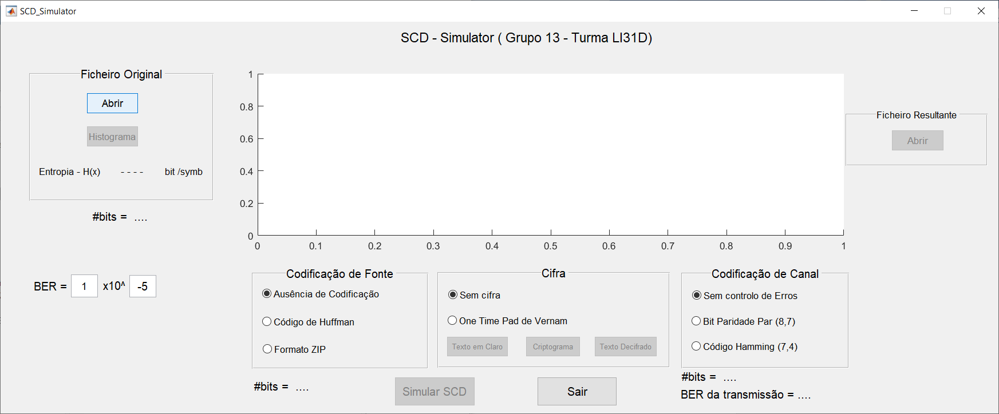 SCD_Simulator
SCD - Simulator ( Grupo 13 - Turma LI31D)
Ficheiro Original
Abrir
Histograma
Entropia - H(x) - - - - bit /symb
#bits = ....
BER = 1 x10^ -5
1
0.8
0.6
0.4
0.2
0
0 0.1 0.2 0.3 0.4 0.5 0.6 0.7 0.8 0.9 1
Ficheiro Resultante
Abrir
Codificação de Fonte
Ausência de Codificação
Código de Huffman
Formato ZIP
#bits = ....
Cifra
Sem cifra
One Time Pad de Vernam
Texto em Claro Criptograma Texto Decifrado
Codificação de Canal
Sem controlo de Erros
Bit Paridade Par (8,7)
Código Hamming (7,4)
#bits = ....
BER da transmissão = ....
Simular SCD Sair